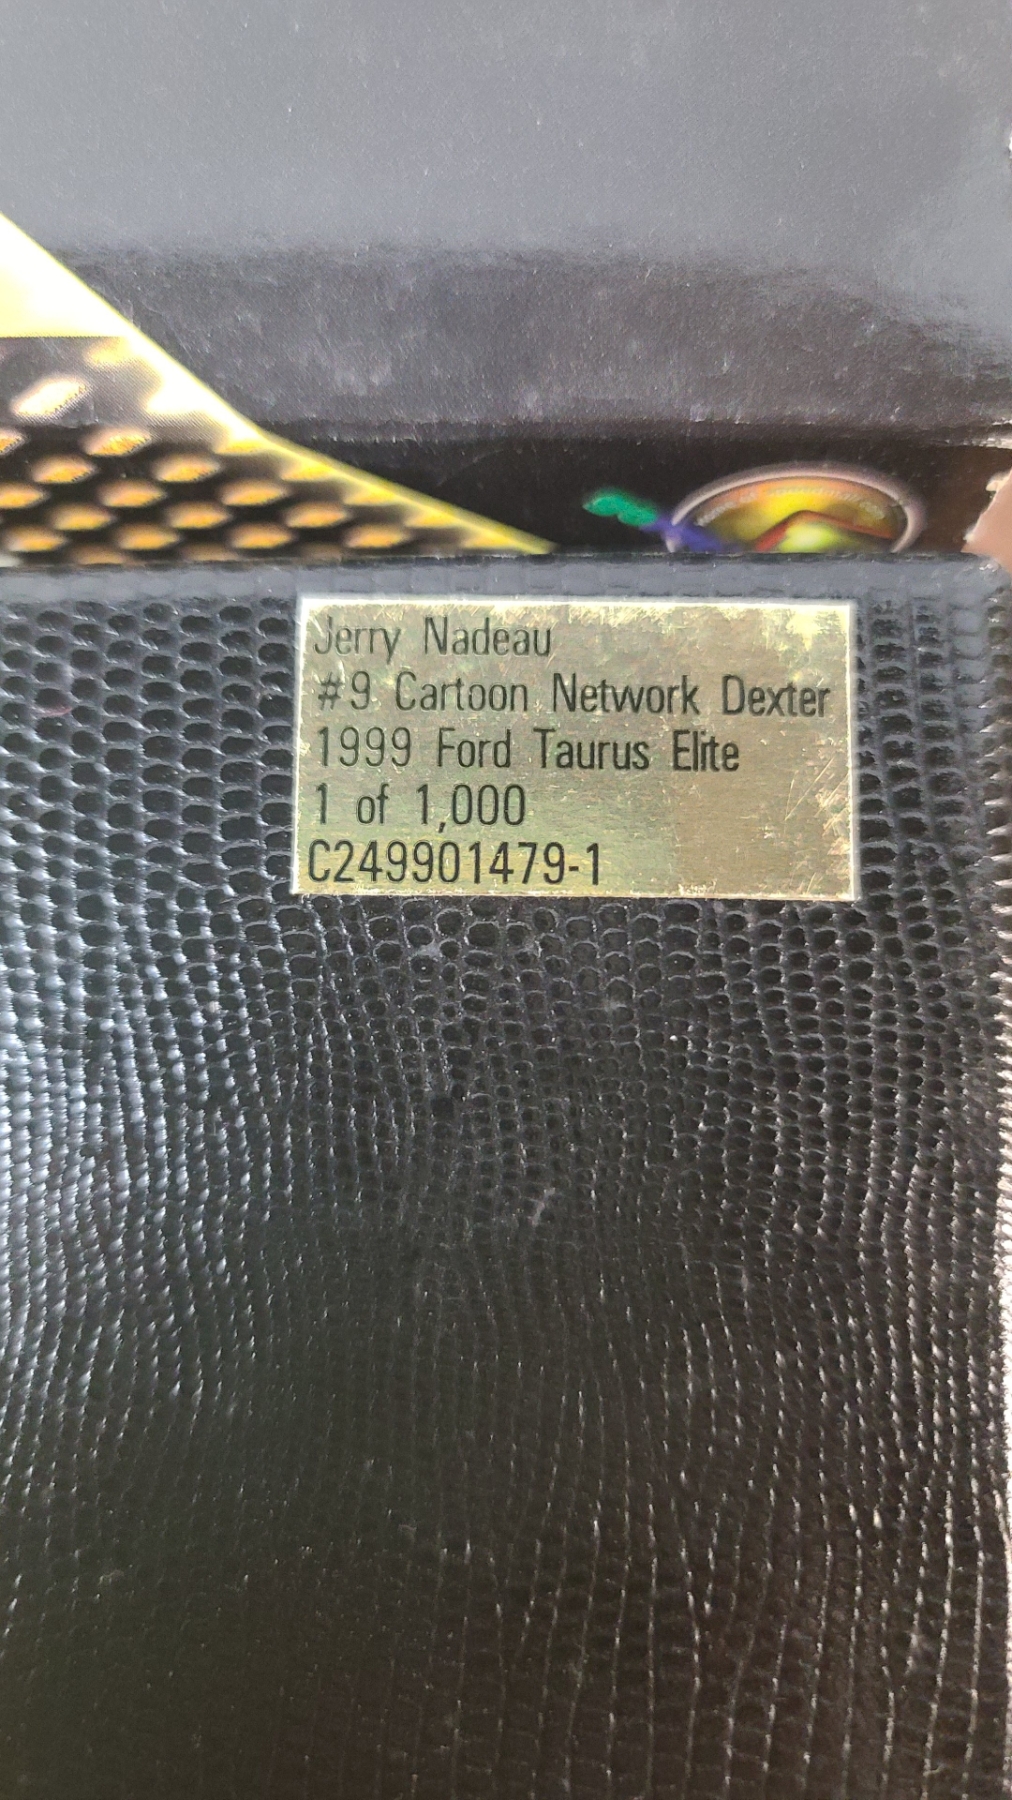 Jerry Nadeau
#9 Cartoon Network Dexter
1999 Ford Taurus Elite
1 of 1,000
C249901479-1